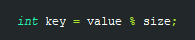 int key = value % size;